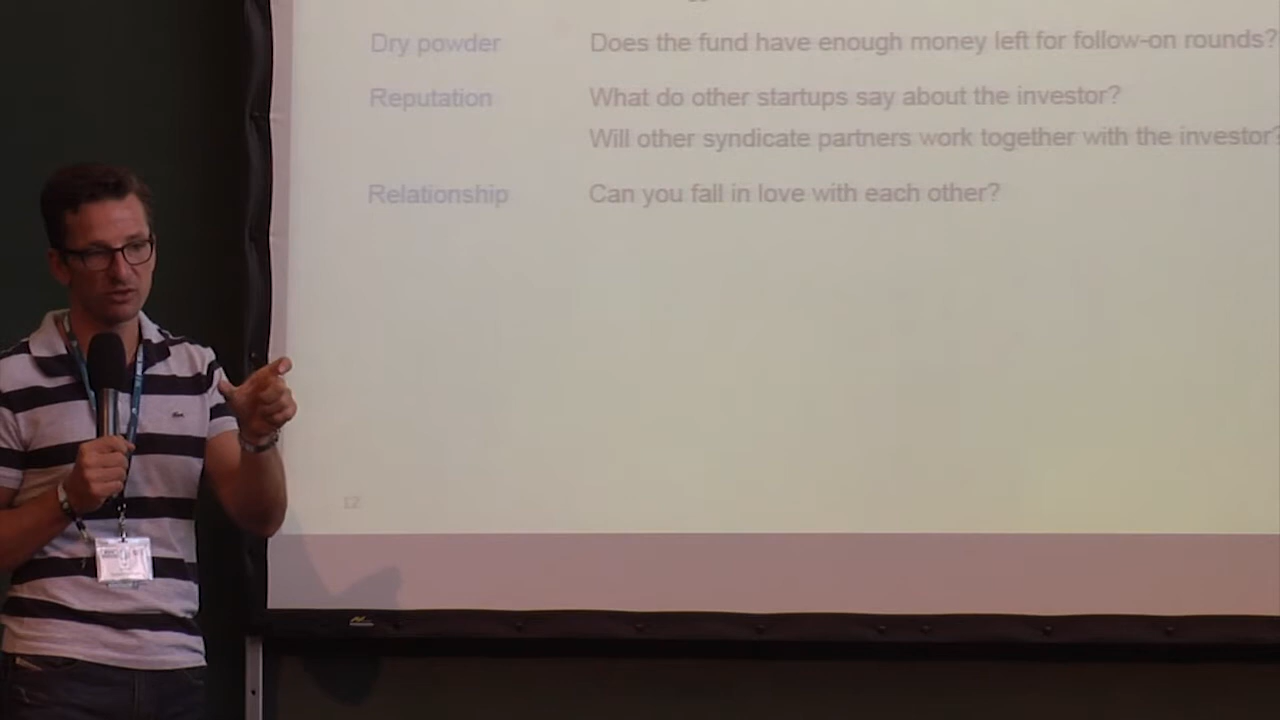 Dry powder Does the fund have enough money left for follow-on rounds?
Reputation What do other startups say about the investor?
Will other syndicate partners work together with the investor?
Relationship Can you fall in love with each other?
12